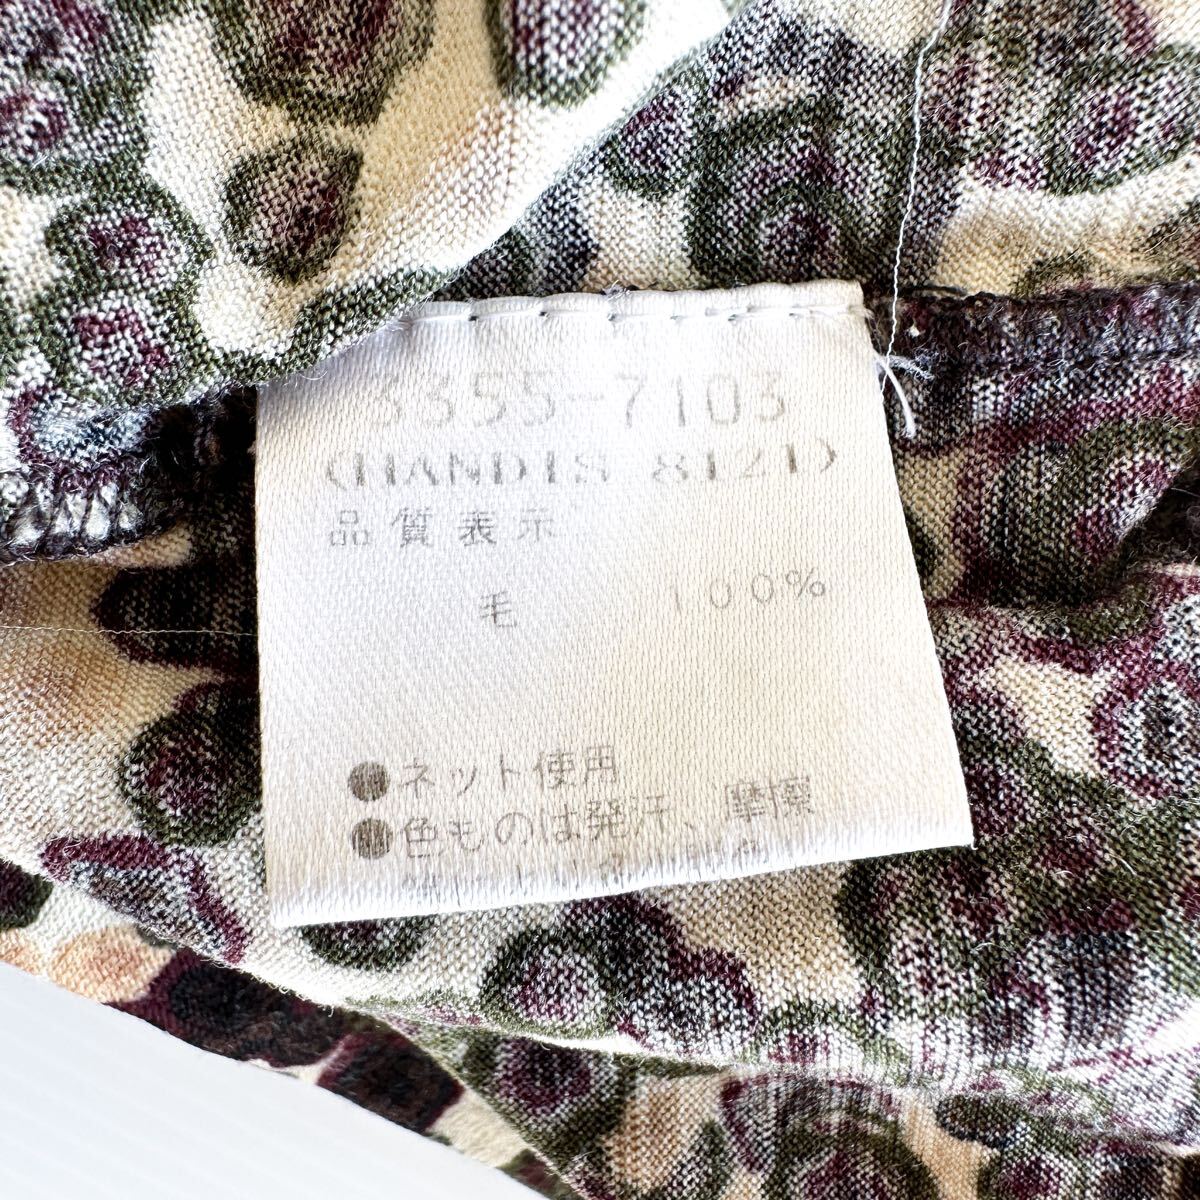 3355-7103
(HANDIS 8121)
品質表示
毛 100%
●ネット使用
●色ものは発汗、摩擦